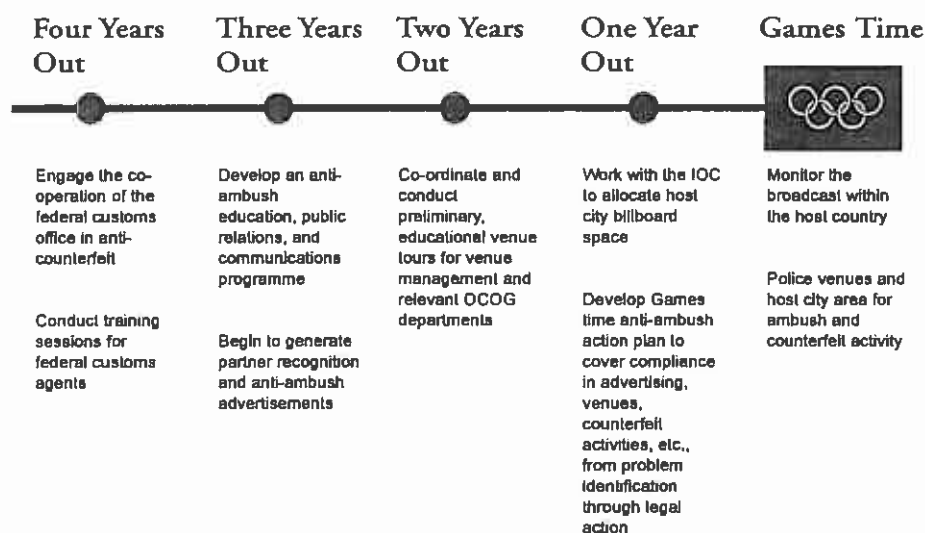 Four Years
Out
Three Years
Out
Two Years
Out
One Year
Out
Games Time
Engage the co-
operation of the
federal customs
office in anti-
counterfeit
Conduct training
sessions for
federal customs
agents
Develop an anti-
ambush
education, public
relations, and
communications
programme
Begin to generate
partner recognition
and anti-ambush
advertisements
Co-ordinate and
conduct
preliminary,
educational venue
tours for venue
management and
relevant OCOG
departments
Work with the IOC
to allocate host
city billboard
space
Develop Games
time anti-ambush
action plan to
cover compliance
in advertising,
venues,
counterfeit
activities, etc.,
from problem
identification
through legal
action
Monitor the
broadcast within
the host country
Police venues and
host city area for
ambush and
counterfeit activity